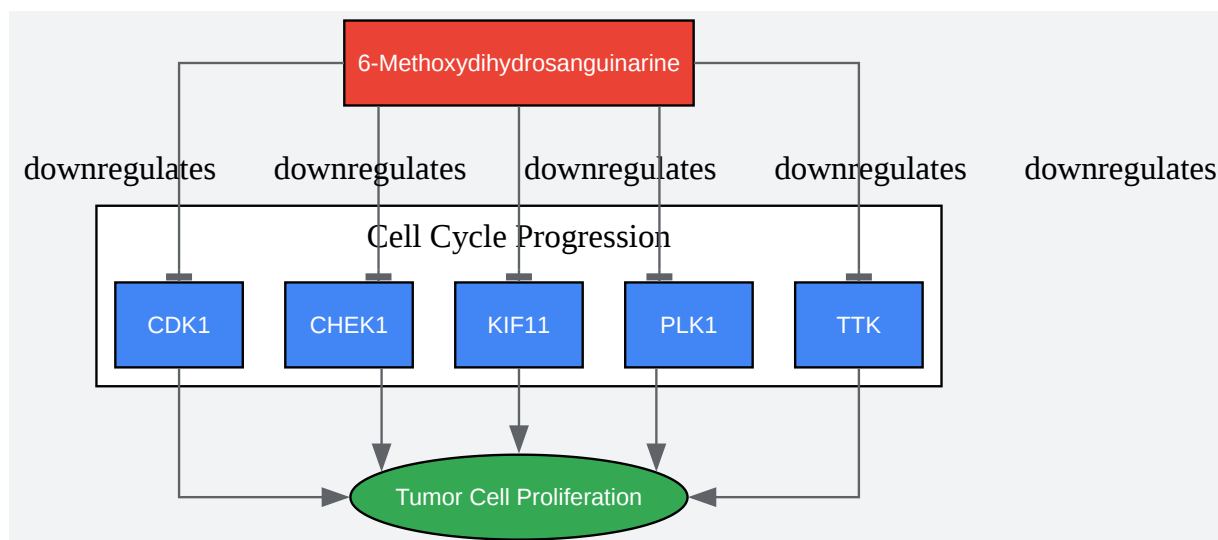 6-Methoxydihydrosanguinarine
downregulates downregulates downregulates downregulates downregulates
Cell Cycle Progression
CDK1 CHEK1 KIF11 PLK1 TTK
Tumor Cell Proliferation